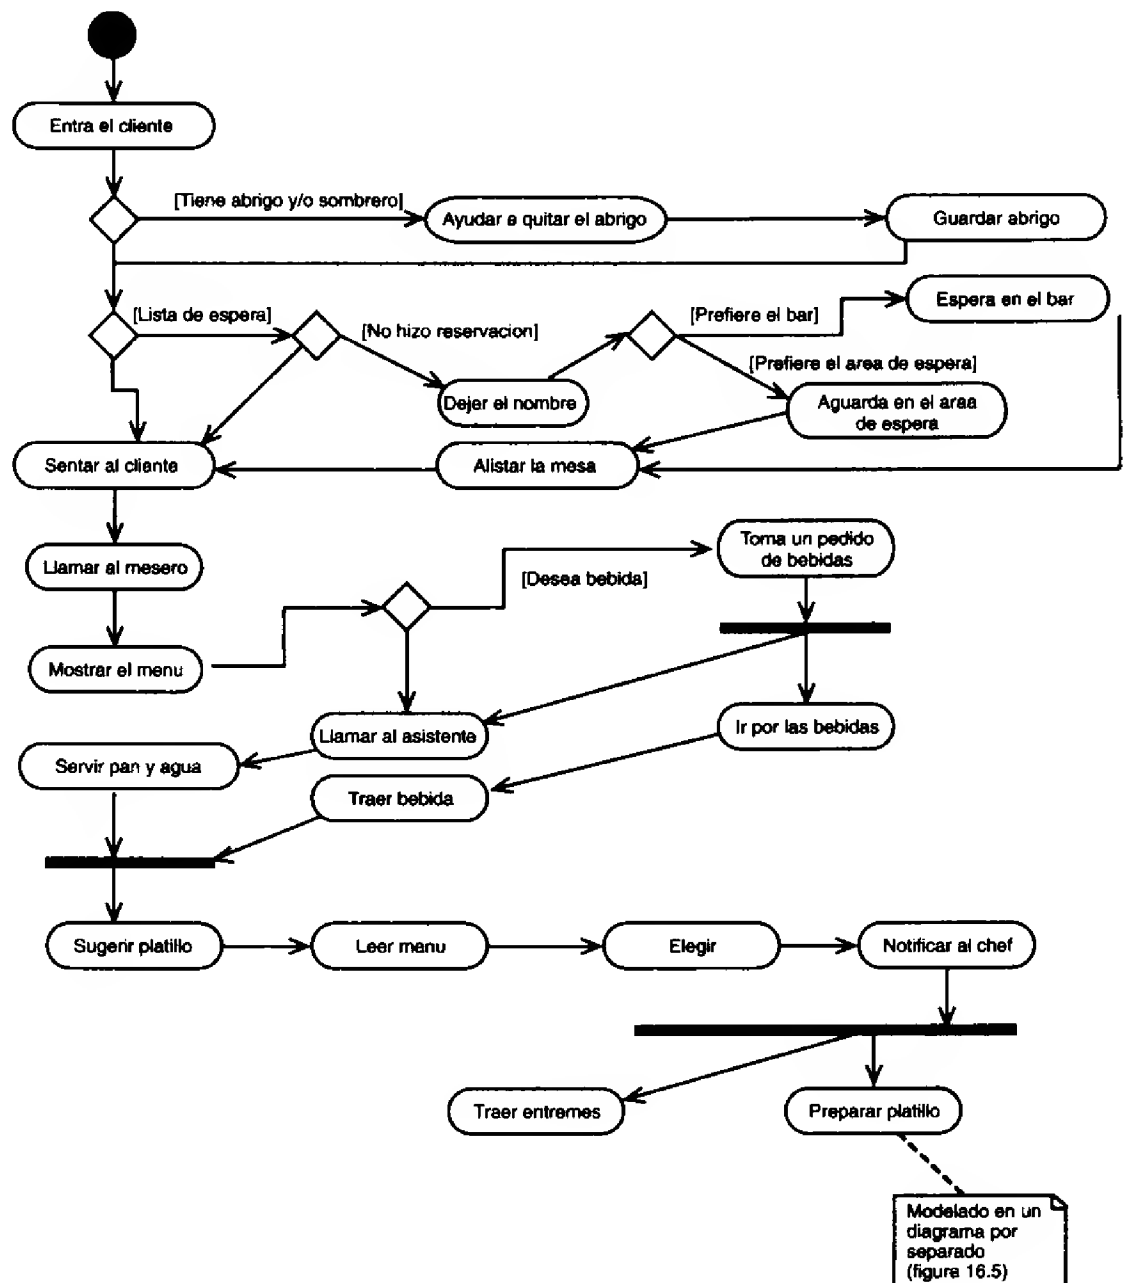 Entra el cliente
[Tiene abrigo y/o sombrero]
Ayudar a quitar el abrigo
Guardar abrigo
[Lista de espera]
[No hizo reservacion]
[Prefiere el bar]
Espera en el bar
[Prefiere el area de espera]
Dejer el nombre
Aguarda en el araa
de espera
Sentar al cliente
Alistar la mesa
Llamar al mesero
Toma un pedido
de bebidas
[Desea bebida]
Mostrar el menu
Llamar al asistente
Ir por las bebidas
Servir pan y agua
Traer bebida
Sugerir platillo
Leer menu
Elegir
Notificar al chef
Traer entremes
Preparar platillo
Modelado en un
diagrama por
separado
(figura 16.5)